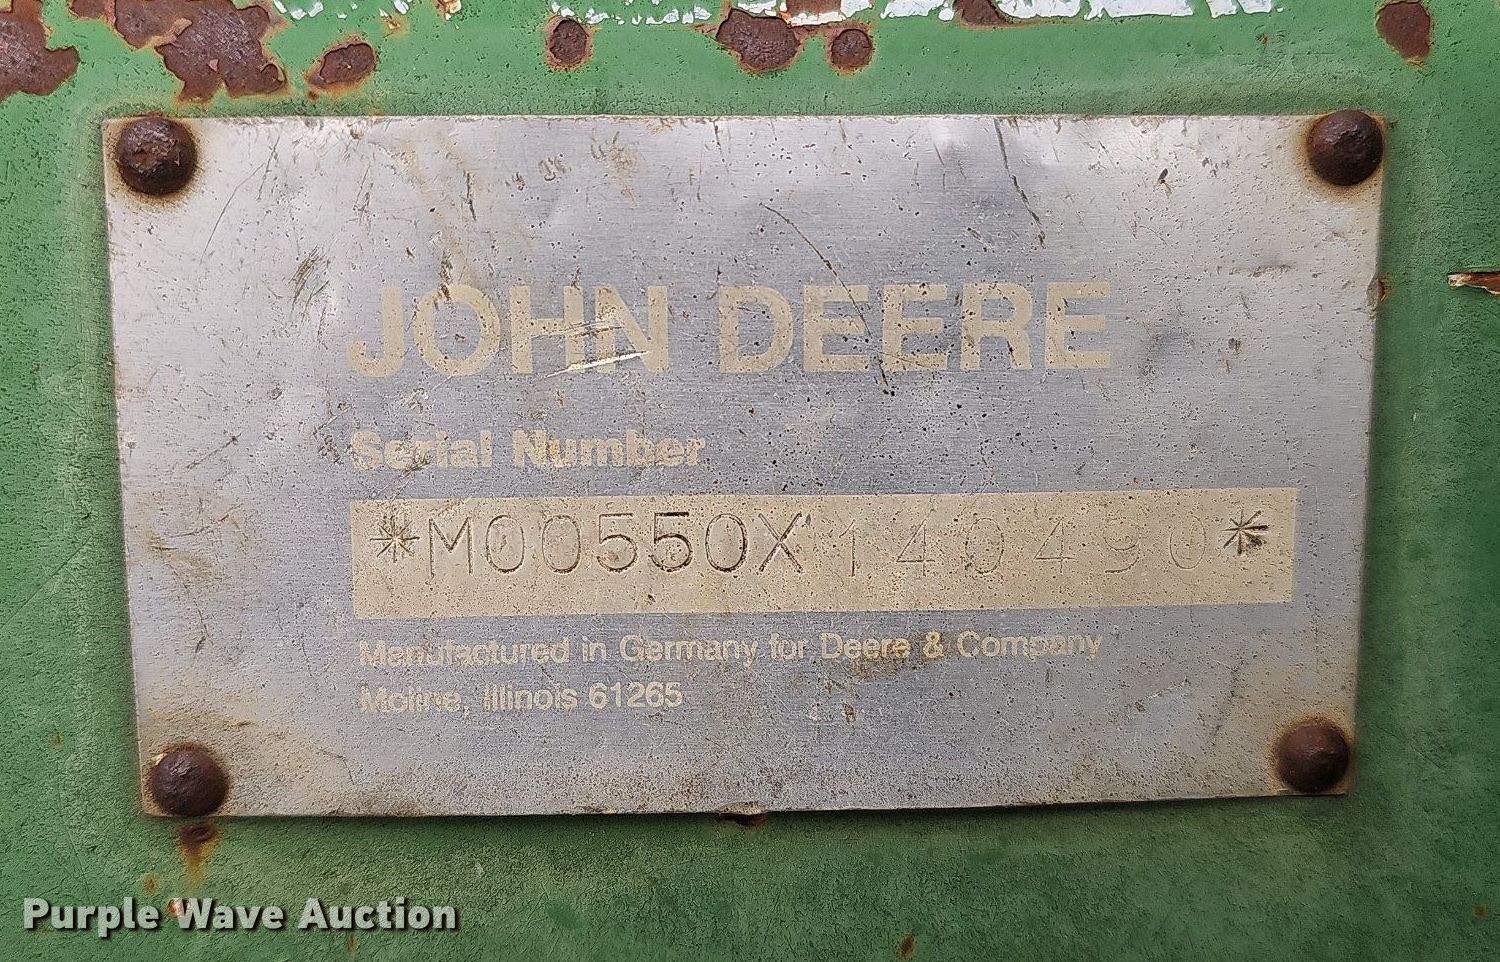 JOHN DEERE
Serial Number
*M00550X140490*
Manufactured in Germany for Deere & Company
Moline, Illinois 61265
Purple Wave Auction